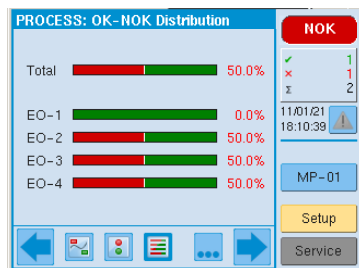 PROCESS: OK-NOK Distribution
Total 50.0%
EO-1 0.0%
EO-2 50.0%
EO-3 50.0%
EO-4 50.0%
NOK
✓ 1
× 1
Σ 2
11/01/21
18:10:39
MP-01
Setup
Service